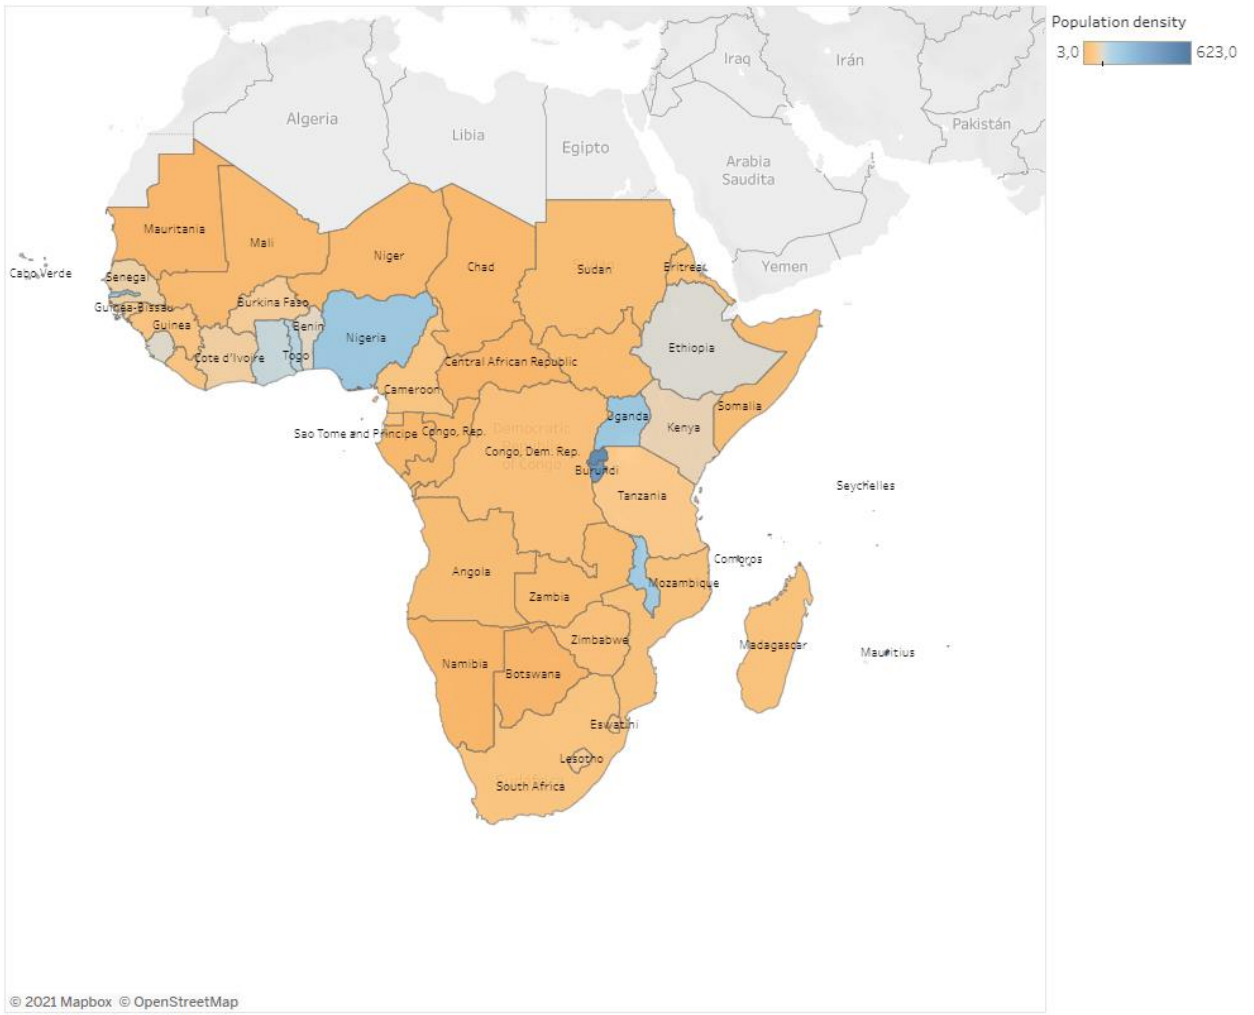 Population density
3,0
623,0
Iraq
Irán
Algeria
Libia
Egipto
Pakistán
Arabia
Saudita
Yemen
Mauritania
Mali
Niger
Chad
Sudan
Eritrea
Cabo Verde
Senegal
Guinea-Bissau
Burkina Faso
Guinea
Benin
Nigeria
Ethiopia
Cote d'Ivoire
Togo
Central African Republic
Cameroon
Somalia
Uganda
Kenya
Sao Tome and Principe
Congo, Rep.
Democratic
Congo, Dem. Rep.
of Congo
Burundi
Seychelles
Tanzania
Comoros
Angola
Mozambique
Zambia
Zimbabwe
Madagascar
Mauritius
Namibia
Botswana
Eswatini
Lesotho
South Africa
© 2021 Mapbox © OpenStreetMap